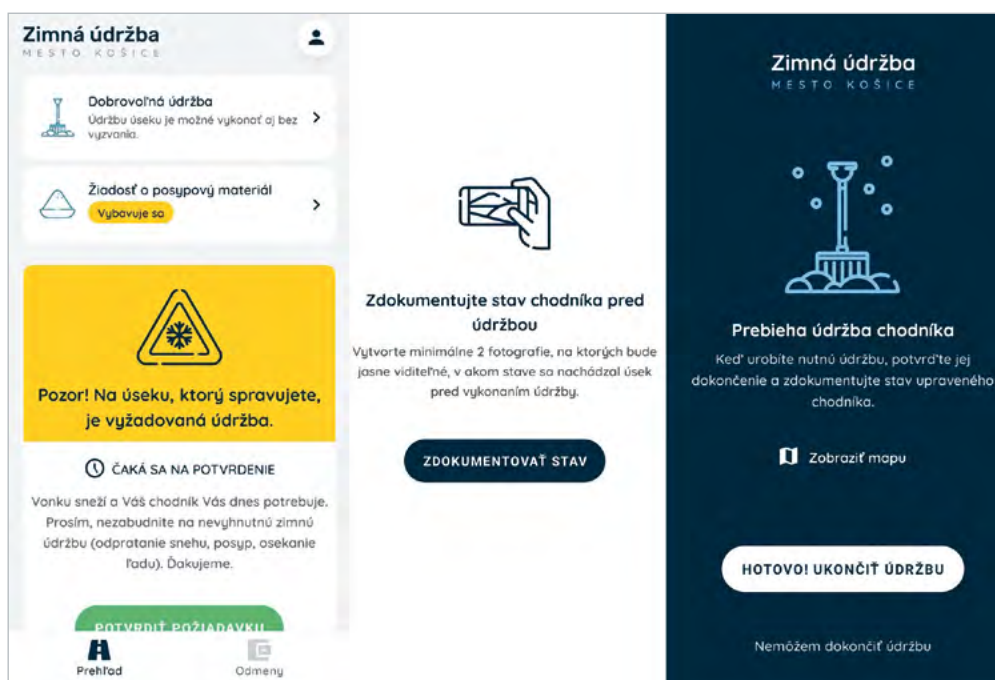 Zimná údržba
MESTO KOŠICE
Dobrovoľná údržba
Údržbu úseku je možné vykonať aj bez
vyzvania.
Žiadosť o posypový materiál
Vybavuje sa
Pozor! Na úseku, ktorý spravujete,
je vyžadovaná údržba.
ČAKÁ SA NA POTVRDENIE
Vonku sneží a Váš chodník Vás dnes potrebuje.
Prosím, nezabudnite na nevyhnutnú zimnú
údržbu (odpratanie snehu, posyp, osekanie
ľadu). Ďakujeme.
POTVRDIŤ POŽIADAVKU
Prehľad
Odmeny
Zdokumentujte stav chodníka pred
údržbou
Vytvorte minimálne 2 fotografie, na ktorých bude
jasne viditeľné, v akom stave sa nachádzal úsek
pred vykonaním údržby.
ZDOKUMENTOVAŤ STAV
Zimná údržba
MESTO KOŠICE
Prebieha údržba chodníka
Keď urobíte nutnú údržbu, potvrďte jej
dokončenie a zdokumentujte stav upraveného
chodníka.
Zobraziť mapu
HOTOVO! UKONČIŤ ÚDRŽBU
Nemôžem dokončiť údržbu